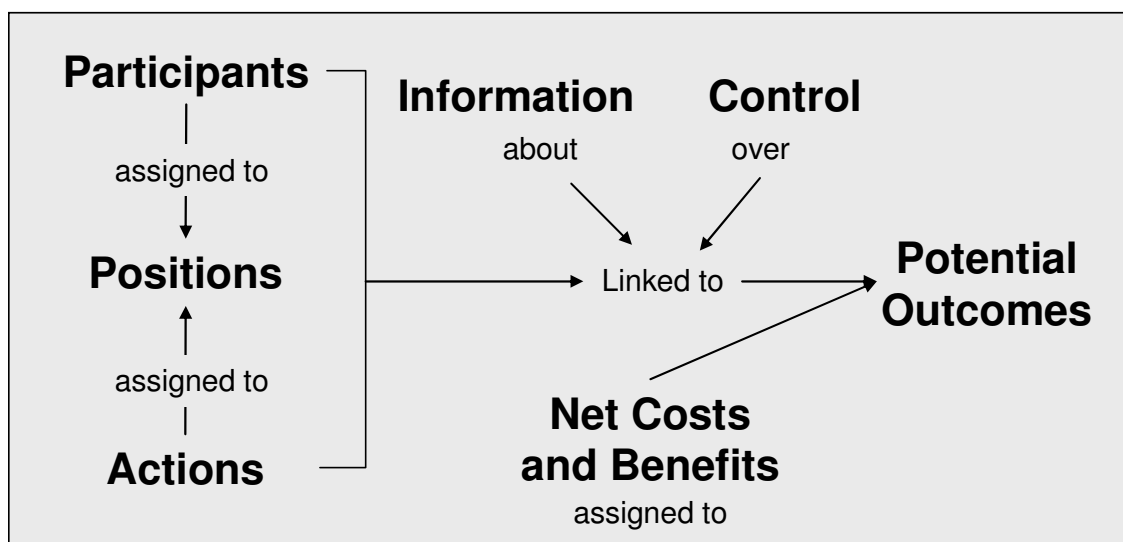 Participants
assigned to
Positions
assigned to
Actions
Information
about
Control
over
Linked to
Potential
Outcomes
Net Costs
and Benefits
assigned to